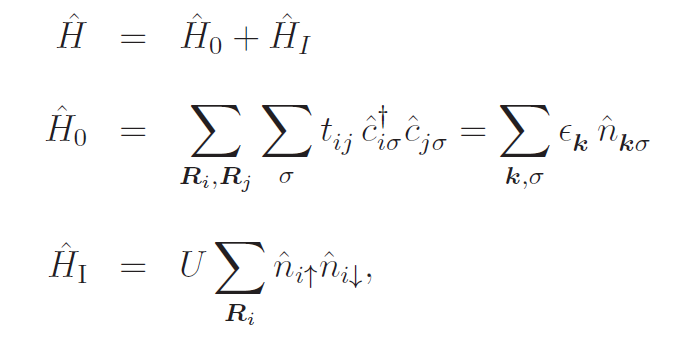 Ĥ = Ĥ₀ + Ĥ_I
Ĥ₀ = ∑_{R_i,R_j} ∑_σ t_{ij} ĉ†_{iσ} ĉ_{jσ} = ∑_{k,σ} ϵ_k n̂_{kσ}
Ĥ_I = U ∑_{R_i} n̂_{i↑} n̂_{i↓},